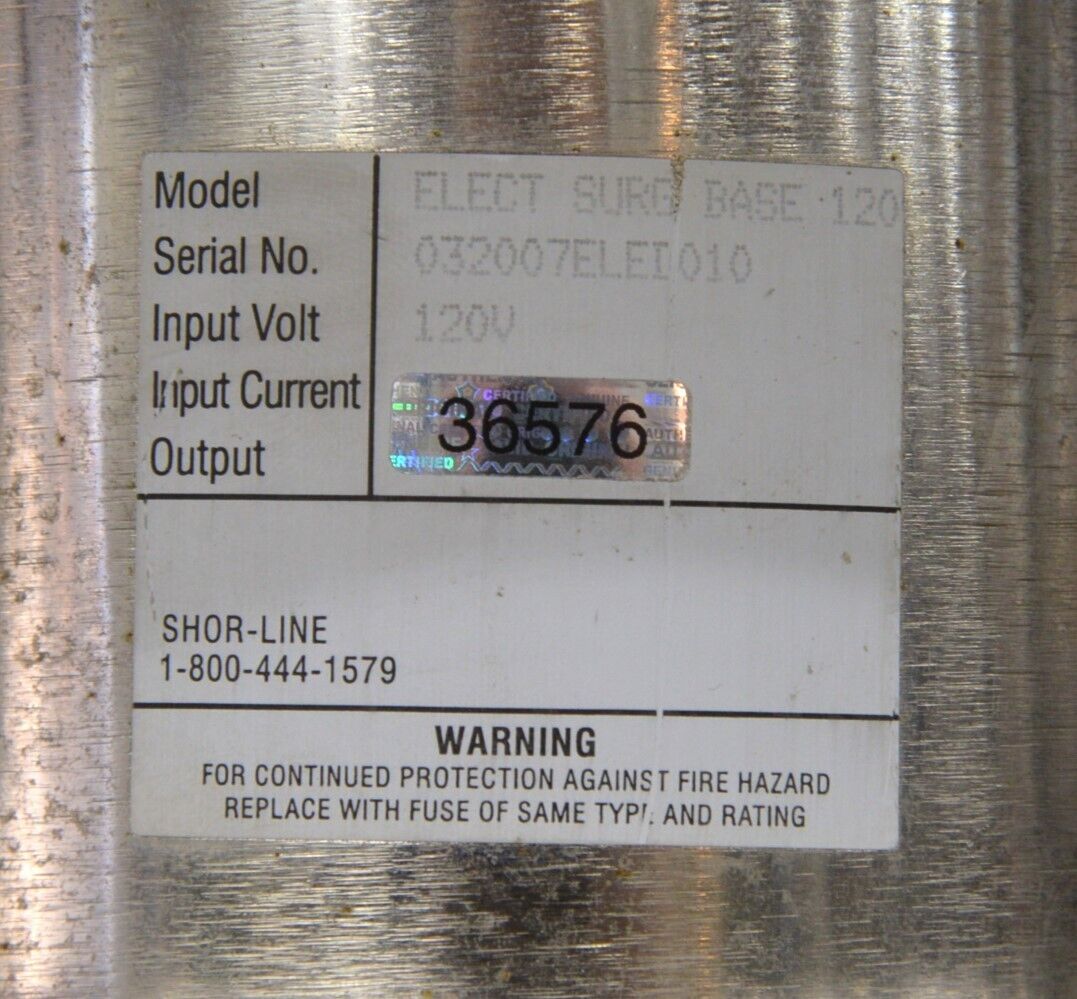 Model ELECT SURG BASE 120
Serial No. 032007ELED010
Input Volt 120V
Input Current
36576
Output
SHOR-LINE
1-800-444-1579
WARNING
FOR CONTINUED PROTECTION AGAINST FIRE HAZARD
REPLACE WITH FUSE OF SAME TYPE AND RATING